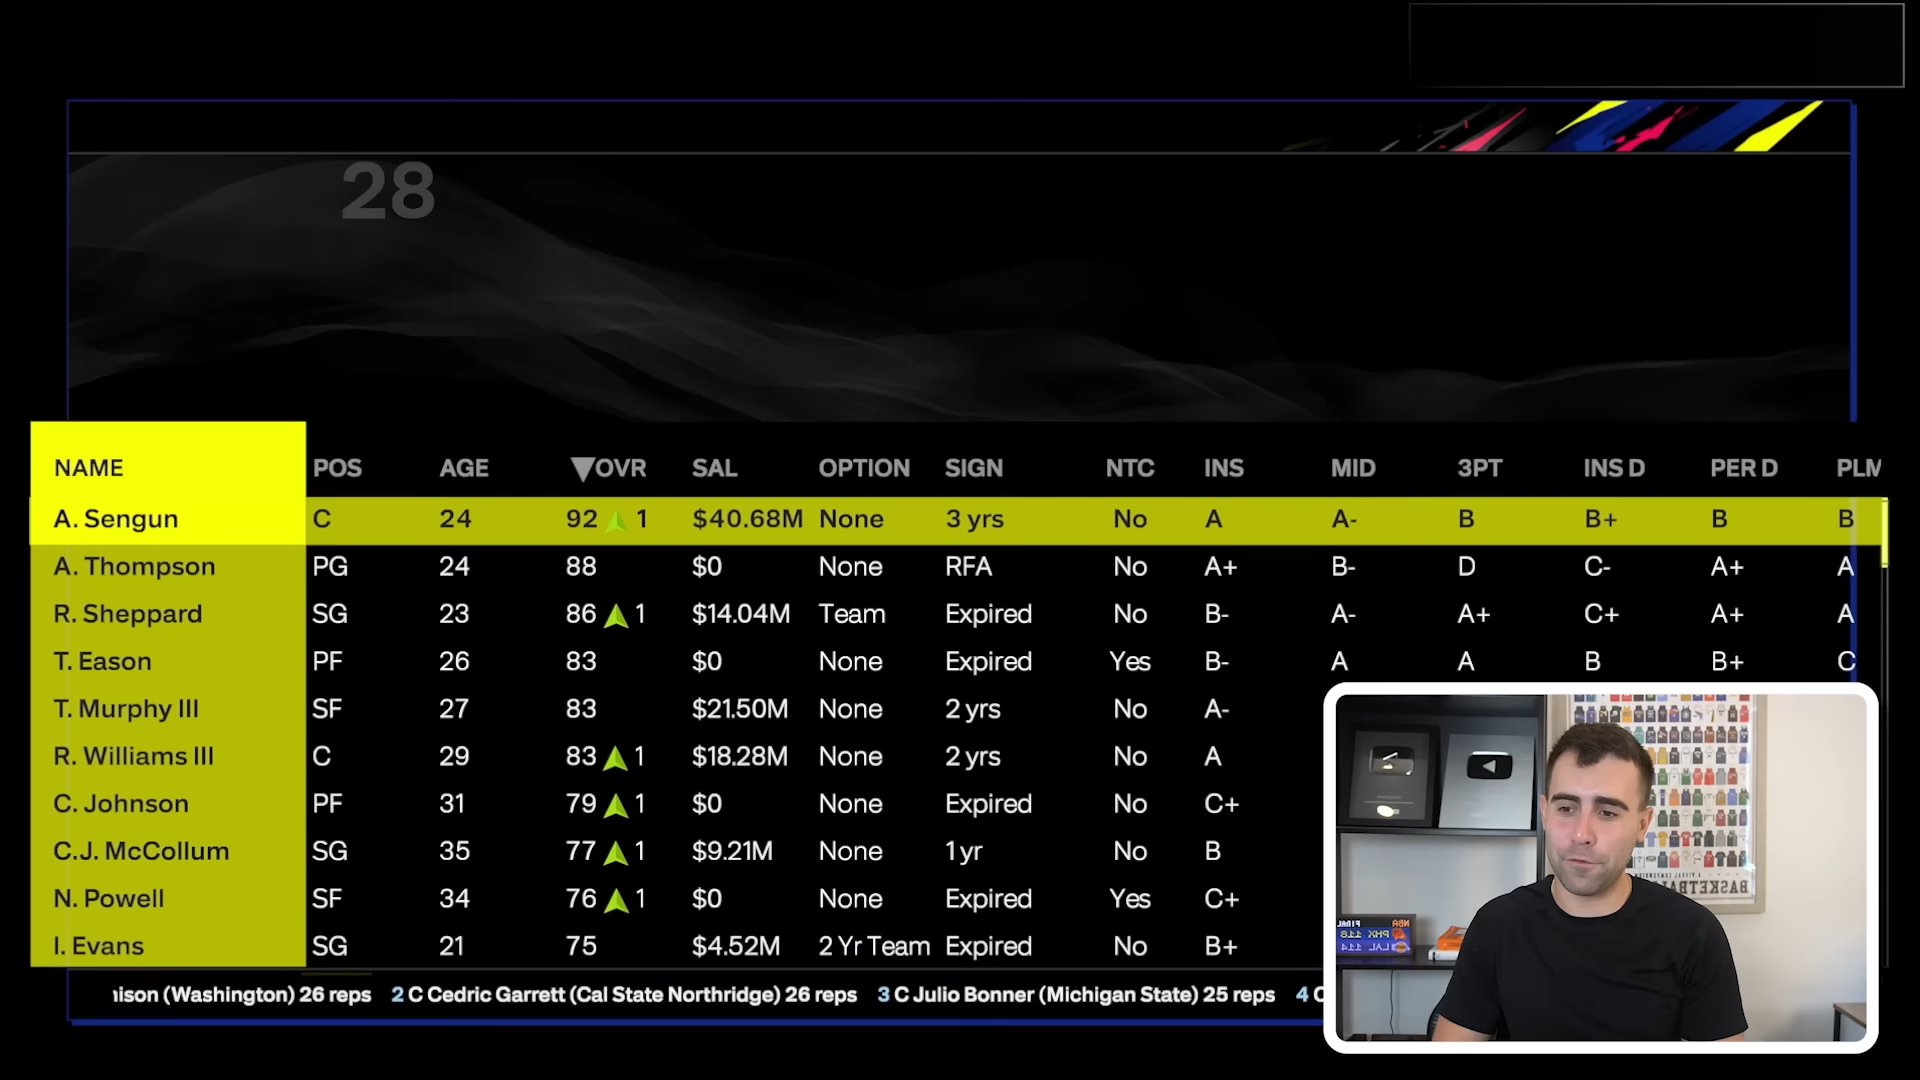 28
NAME POS AGE OVR SAL OPTION SIGN NTC INS MID 3PT INS D PER D PLM
A. Sengun C 24 92 1 $40.68M None 3 yrs No A A- B B+ B B
A. Thompson PG 24 88 $0 None RFA No A+ B- D C- A+ A
R. Sheppard SG 23 86 1 $14.04M Team Expired No B- A- A+ C+ A+ A
T. Eason PF 26 83 $0 None Expired Yes B- A A B B+ C
T. Murphy III SF 27 83 $21.50M None 2 yrs No A-
R. Williams III C 29 83 1 $18.28M None 2 yrs No A
C. Johnson PF 31 79 1 $0 None Expired No C+
C.J. McCollum SG 35 77 1 $9.21M None 1 yr No B
N. Powell SF 34 76 1 $0 None Expired Yes C+
I. Evans SG 21 75 $4.52M 2 Yr Team Expired No B+
(Washington) 26 reps 2 C Cedric Garrett (Cal State Northridge) 26 reps 3 C Julio Bonner (Michigan State) 25 reps 4
FINAL NBA
PHX 118
LAL 114